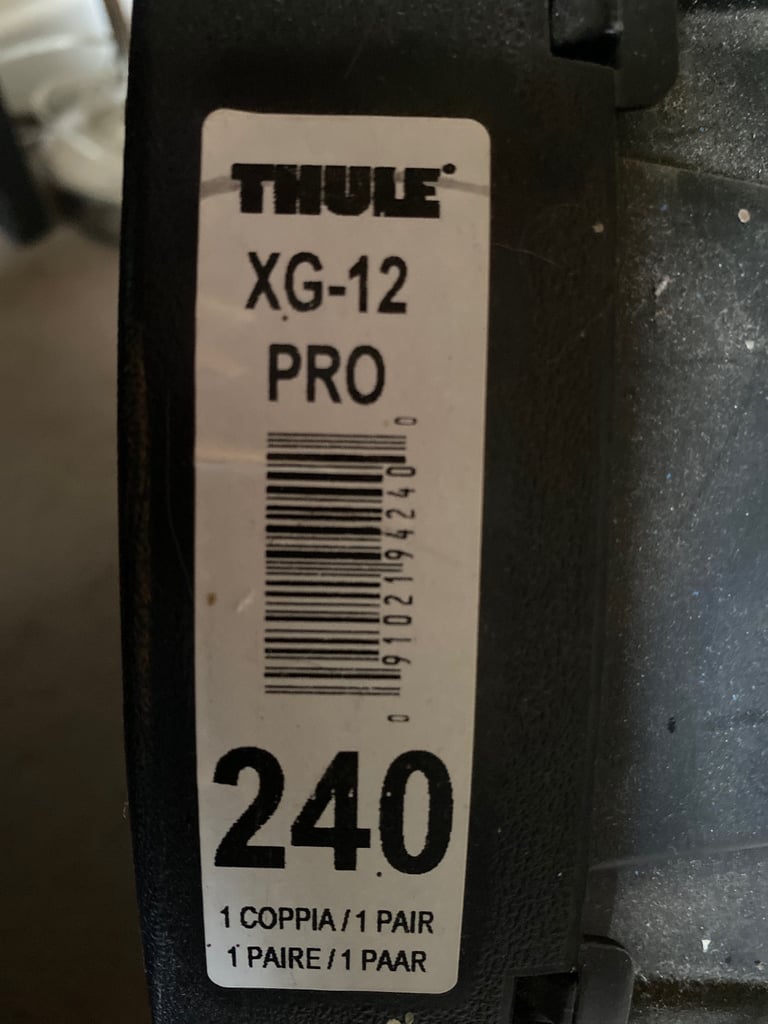 THULE
XG-12
PRO
0 91021 94240 0
240
1 COPPIA / 1 PAIR
1 PAIRE / 1 PAAR